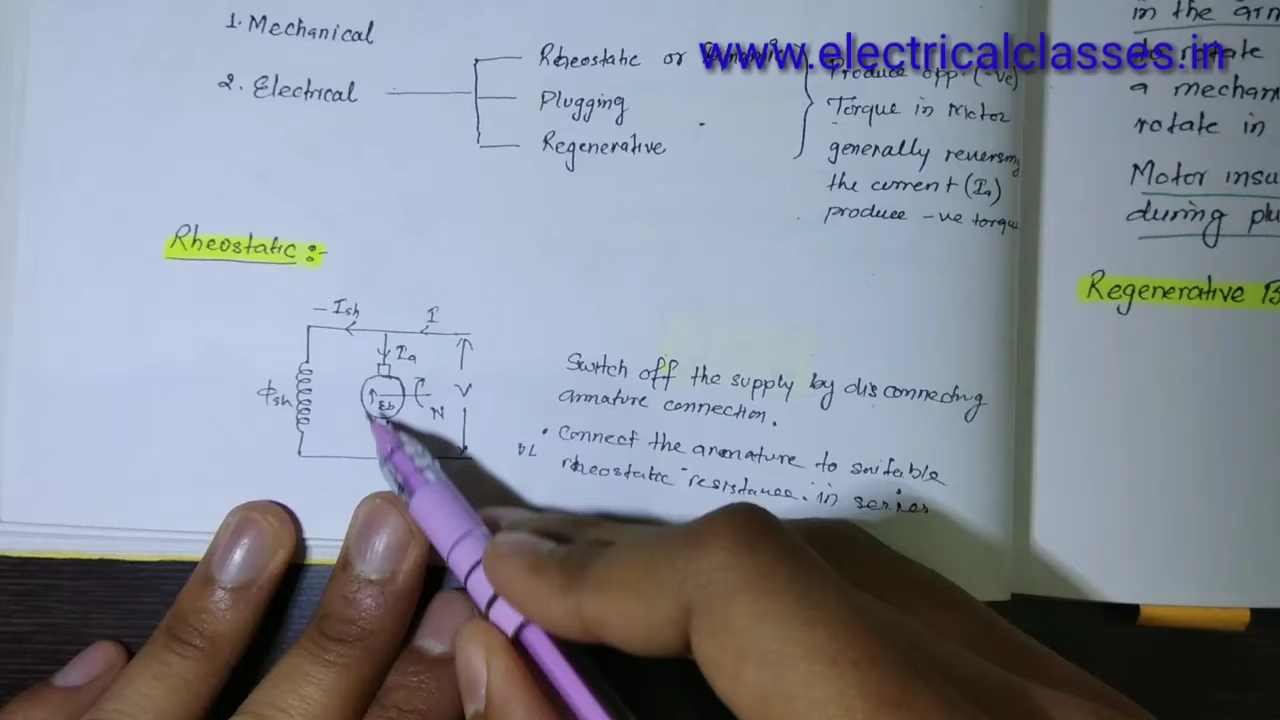 www.electricalclasses.in
1. Mechanical
2. Electrical
Rheostatic or
Plugging
Regenerative
Produce opp. (-ve)
Torque in Motor
generally reversing
the current (Ia)
produce -ve torque
Rheostatic :-
- Ish
I
Ia
ϕsh
Eb
N
V
Switch off the supply by disconnecting
armature connection.
• Connect the armature to suitable
rheostatic resistance. in series
in the arm
to rotate
a mechan
rotate in
Motor insu
during plu
Regenerative B